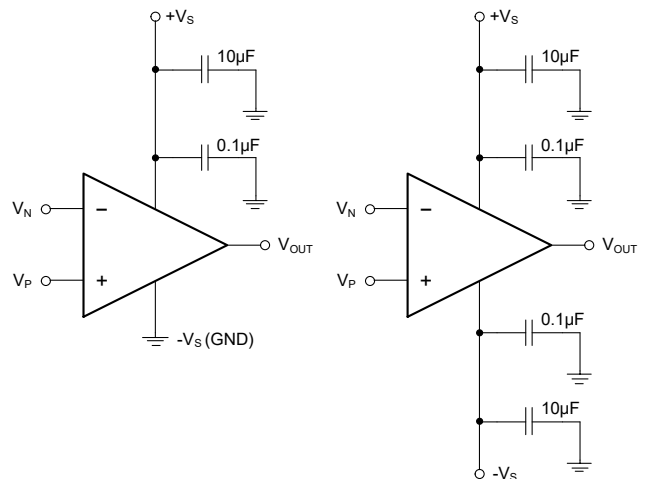 +VS
10µF
0.1µF
VN
−
VP
+
VOUT
-VS (GND)
+VS
10µF
0.1µF
VN
−
VP
+
VOUT
0.1µF
10µF
-VS